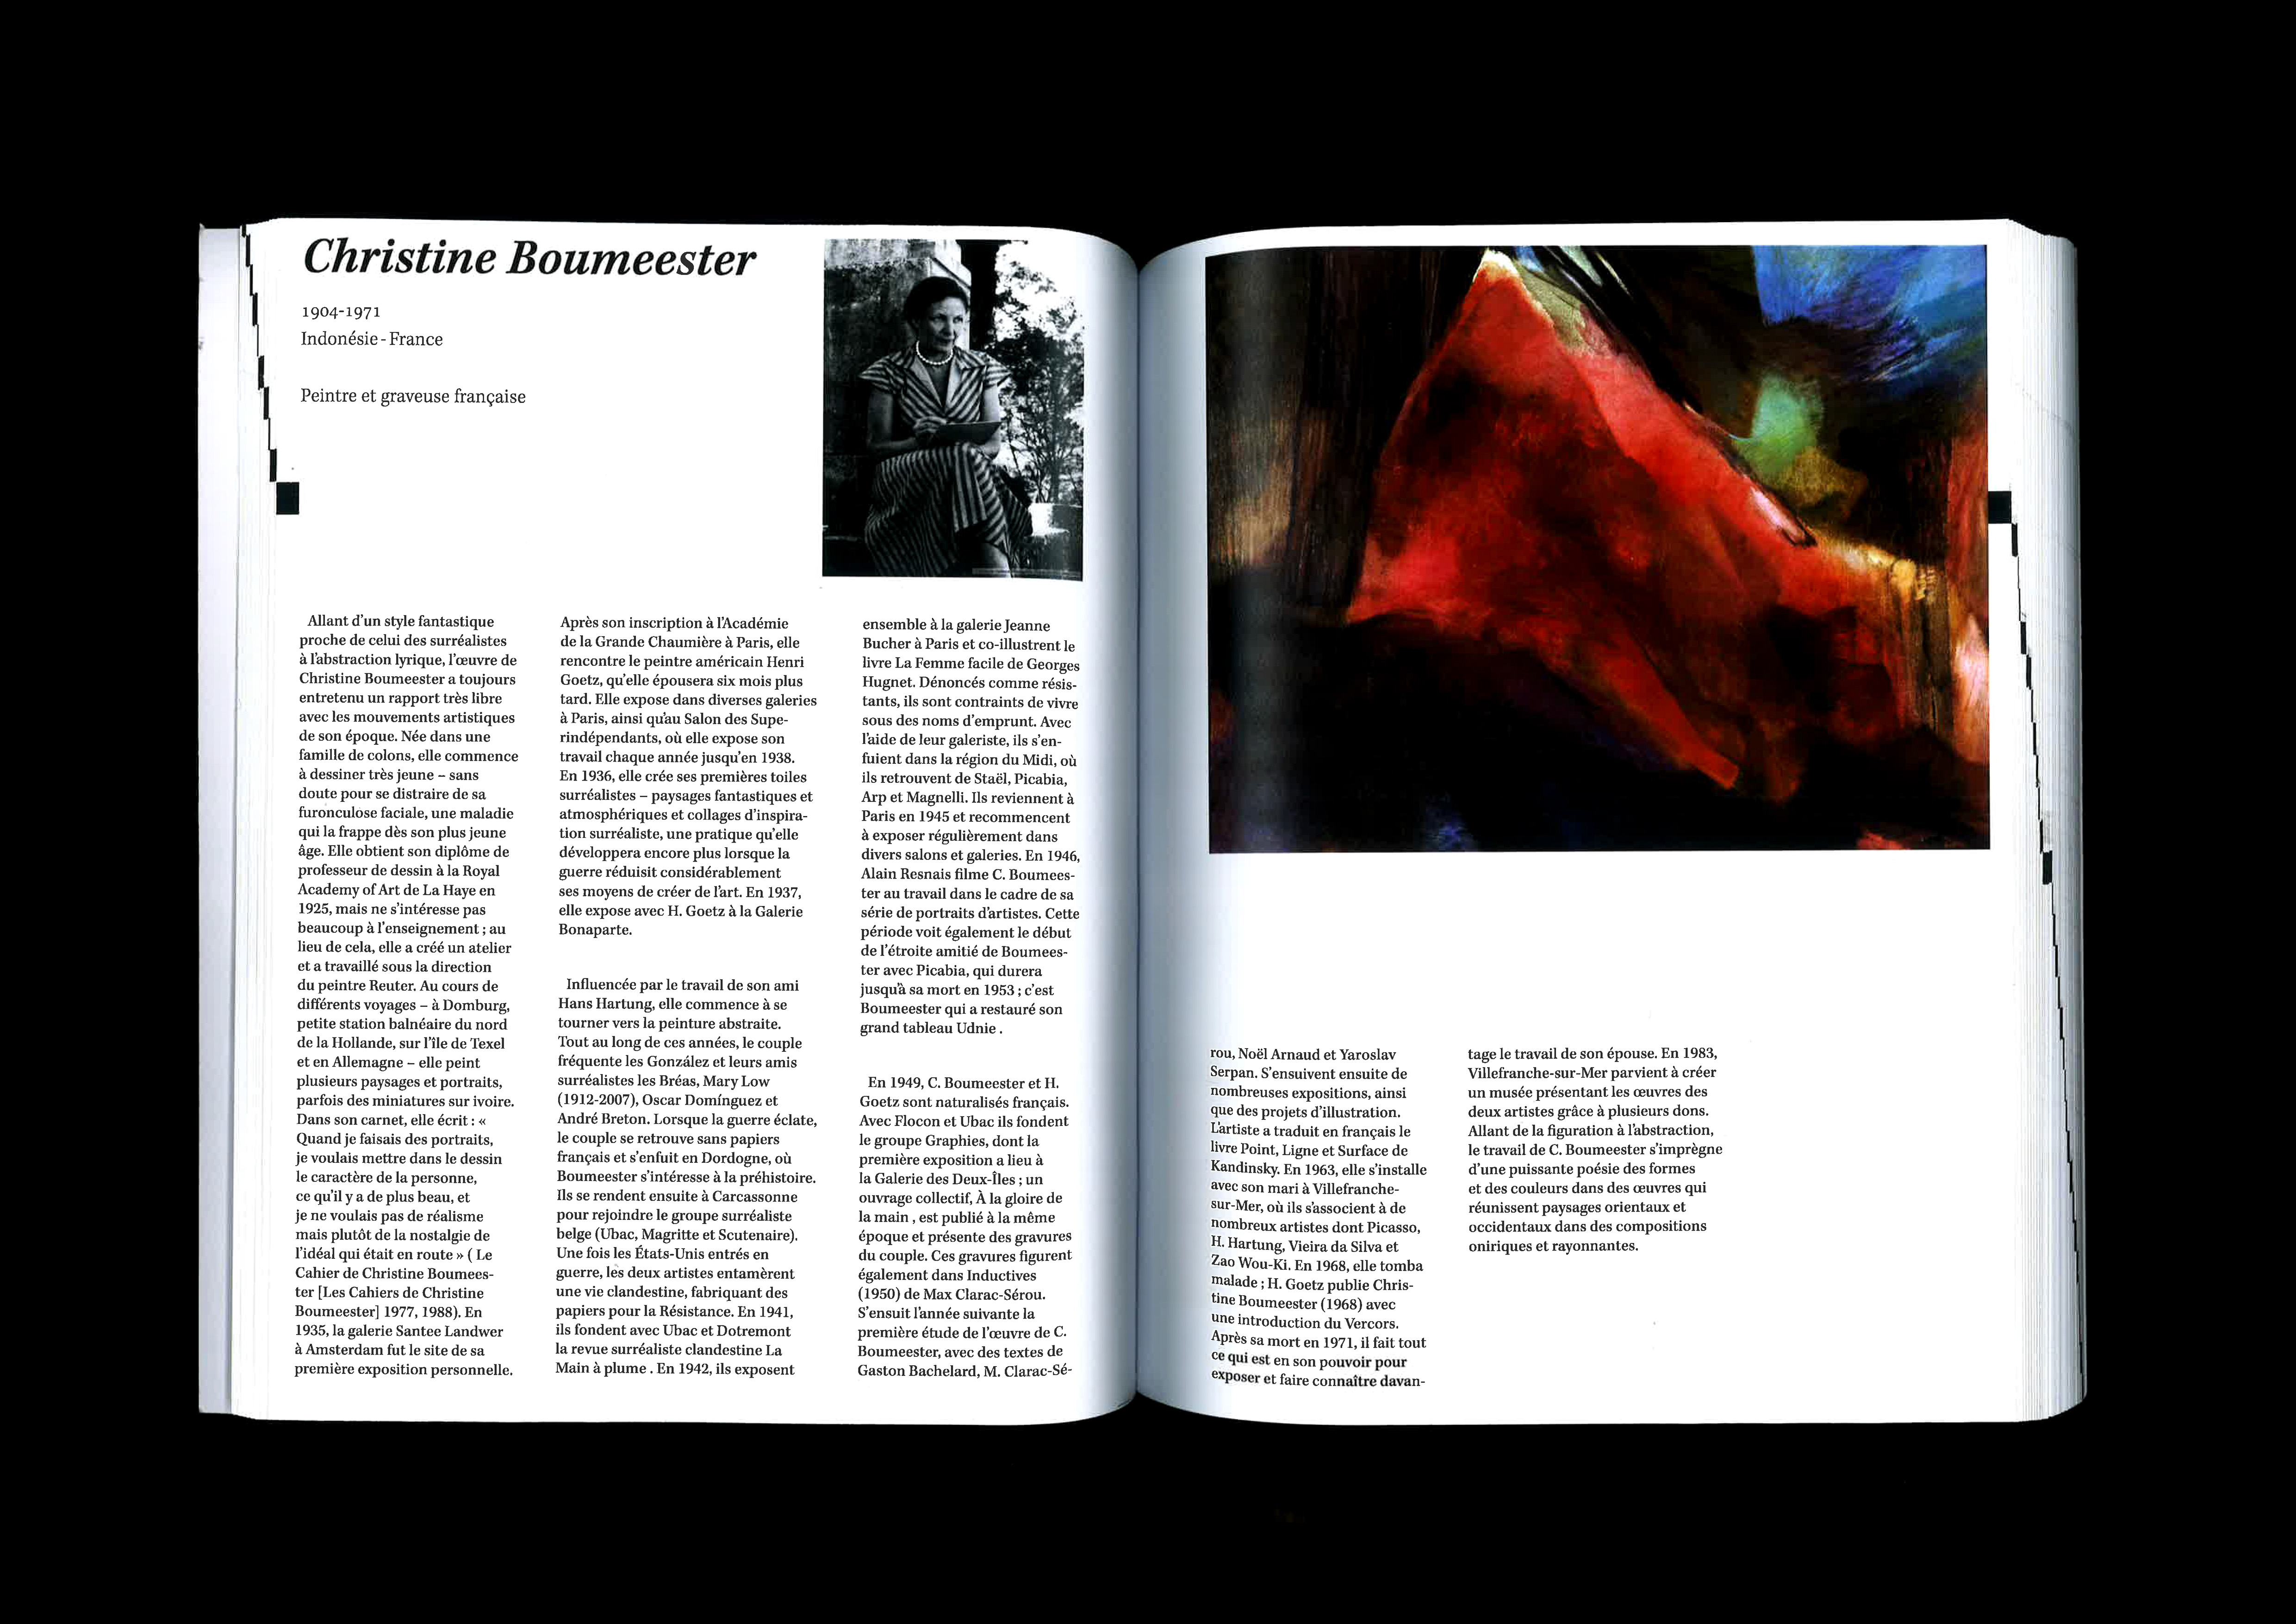 Christine Boumeester
1904-1971
Indonésie - France
Peintre et graveuse française
Allant d'un style fantastique
proche de celui des surréalistes
à l'abstraction lyrique, l'œuvre de
Christine Boumeester a toujours
entretenu un rapport très libre
avec les mouvements artistiques
de son époque. Née dans une
famille de colons, elle commence
à dessiner très jeune – sans
doute pour se distraire de sa
furonculose faciale, une maladie
qui la frappe dès son plus jeune
âge. Elle obtient son diplôme de
professeur de dessin à la Royal
Academy of Art de La Haye en
1925, mais ne s'intéresse pas
beaucoup à l'enseignement ; au
lieu de cela, elle a créé un atelier
et a travaillé sous la direction
du peintre Reuter. Au cours de
différents voyages – à Domburg,
petite station balnéaire du nord
de la Hollande, sur l'île de Texel
et en Allemagne – elle peint
plusieurs paysages et portraits,
parfois des miniatures sur ivoire.
Dans son carnet, elle écrit : «
Quand je faisais des portraits,
je voulais mettre dans le dessin
le caractère de la personne,
ce qu'il y a de plus beau, et
je ne voulais pas de réalisme
mais plutôt de la nostalgie de
l'idéal qui était en route » ( Le
Cahier de Christine Boumees-
ter [Les Cahiers de Christine
Boumeester] 1977, 1988). En
1935, la galerie Santee Landwer
à Amsterdam fut le site de sa
première exposition personnelle.
Après son inscription à l'Académie
de la Grande Chaumière à Paris, elle
rencontre le peintre américain Henri
Goetz, qu'elle épousera six mois plus
tard. Elle expose dans diverses galeries
à Paris, ainsi qu'au Salon des Supe-
rindépendants, où elle expose son
travail chaque année jusqu'en 1938.
En 1936, elle crée ses premières toiles
surréalistes – paysages fantastiques et
atmosphériques et collages d'inspira-
tion surréaliste, une pratique qu'elle
développera encore plus lorsque la
guerre réduisit considérablement
ses moyens de créer de l'art. En 1937,
elle expose avec H. Goetz à la Galerie
Bonaparte.
Influencée par le travail de son ami
Hans Hartung, elle commence à se
tourner vers la peinture abstraite.
Tout au long de ces années, le couple
fréquente les González et leurs amis
surréalistes les Bréas, Mary Low
(1912-2007), Oscar Domínguez et
André Breton. Lorsque la guerre éclate,
le couple se retrouve sans papiers
français et s'enfuit en Dordogne, où
Boumeester s'intéresse à la préhistoire.
Ils se rendent ensuite à Carcassonne
pour rejoindre le groupe surréaliste
belge (Ubac, Magritte et Scutenaire).
Une fois les États-Unis entrés en
guerre, les deux artistes entamèrent
une vie clandestine, fabriquant des
papiers pour la Résistance. En 1941,
ils fondent avec Ubac et Dotremont
la revue surréaliste clandestine La
Main à plume . En 1942, ils exposent
ensemble à la galerie Jeanne
Bucher à Paris et co-illustrent le
livre La Femme facile de Georges
Hugnet. Dénoncés comme résis-
tants, ils sont contraints de vivre
sous des noms d'emprunt. Avec
l'aide de leur galeriste, ils s'en-
fuient dans la région du Midi, où
ils retrouvent de Staël, Picabia,
Arp et Magnelli. Ils reviennent à
Paris en 1945 et recommencent
à exposer régulièrement dans
divers salons et galeries. En 1946,
Alain Resnais filme C. Boumees-
ter au travail dans le cadre de sa
série de portraits d'artistes. Cette
période voit également le début
de l'étroite amitié de Boumees-
ter avec Picabia, qui durera
jusqu'à sa mort en 1953 ; c'est
Boumeester qui a restauré son
grand tableau Udnie .
En 1949, C. Boumeester et H.
Goetz sont naturalisés français.
Avec Flocon et Ubac ils fondent
le groupe Graphies, dont la
première exposition a lieu à
la Galerie des Deux-Îles ; un
ouvrage collectif, À la gloire de
la main , est publié à la même
époque et présente des gravures
du couple. Ces gravures figurent
également dans Inductives
(1950) de Max Clarac-Sérou.
S'ensuit l'année suivante la
première étude de l'œuvre de C.
Boumeester, avec des textes de
Gaston Bachelard, M. Clarac-Sé-
rou, Noël Arnaud et Yaroslav
Serpan. S'ensuivent ensuite de
nombreuses expositions, ainsi
que des projets d'illustration.
L'artiste a traduit en français le
livre Point, Ligne et Surface de
Kandinsky. En 1963, elle s'installe
avec son mari à Villefranche-
sur-Mer, où ils s'associent à de
nombreux artistes dont Picasso,
H. Hartung, Vieira da Silva et
Zao Wou-Ki. En 1968, elle tomba
malade ; H. Goetz publie Chris-
tine Boumeester (1968) avec
une introduction du Vercors.
Après sa mort en 1971, il fait tout
ce qui est en son pouvoir pour
exposer et faire connaître davan-
tage le travail de son épouse. En 1983,
Villefranche-sur-Mer parvient à créer
un musée présentant les œuvres des
deux artistes grâce à plusieurs dons.
Allant de la figuration à l'abstraction,
le travail de C. Boumeester s'imprègne
d'une puissante poésie des formes
et des couleurs dans des œuvres qui
réunissent paysages orientaux et
occidentaux dans des compositions
oniriques et rayonnantes.